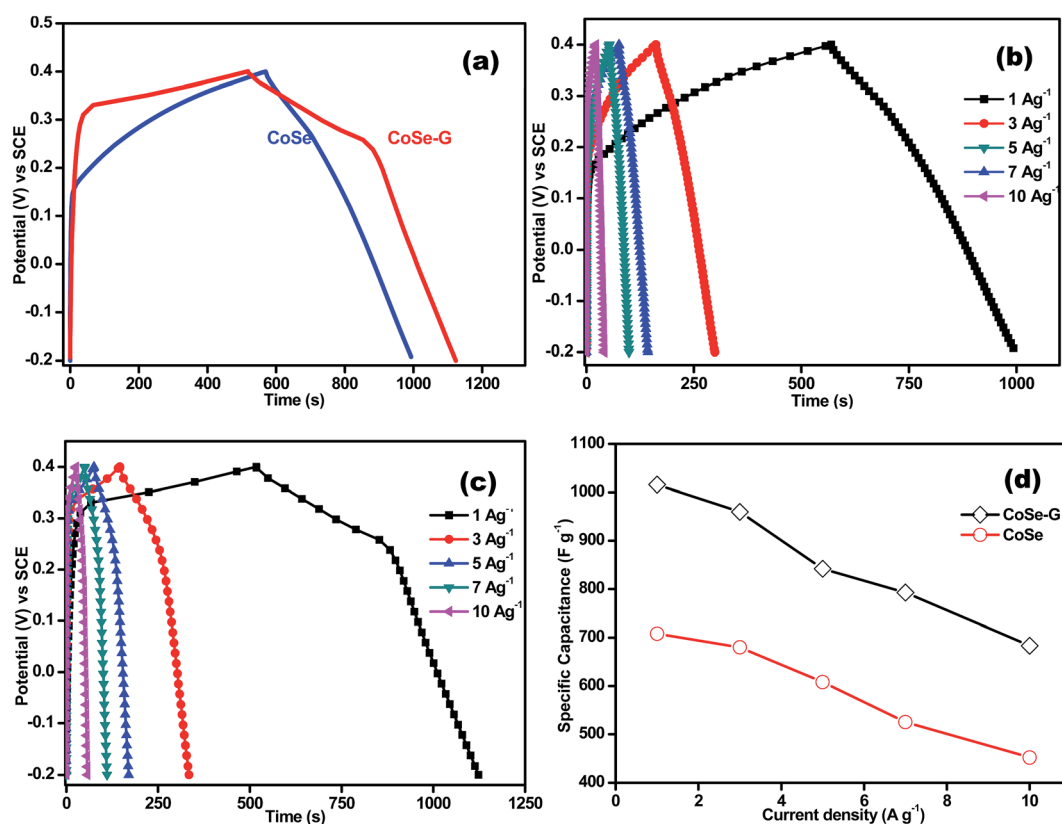 (a)
0.5
0.4
0.3
0.2
0.1
0.0
-0.1
-0.2
Potential (V) vs SCE
CoSe
CoSe-G
0 200 400 600 800 1000 1200
Time (s)
(b)
0.4
0.3
0.2
0.1
0.0
-0.1
-0.2
Potential (V) vs SCE
1 Ag⁻¹
3 Ag⁻¹
5 Ag⁻¹
7 Ag⁻¹
10 Ag⁻¹
0 250 500 750 1000
Time (s)
(c)
0.4
0.3
0.2
0.1
0.0
-0.1
-0.2
Potential (V) vs SCE
1 Ag⁻¹
3 Ag⁻¹
5 Ag⁻¹
7 Ag⁻¹
10 Ag⁻¹
0 250 500 750 1000 1250
Time (s)
(d)
1100
1000
900
800
700
600
500
400
Specific Capacitance (F g⁻¹)
CoSe-G
CoSe
0 2 4 6 8 10
Current density (A g⁻¹)